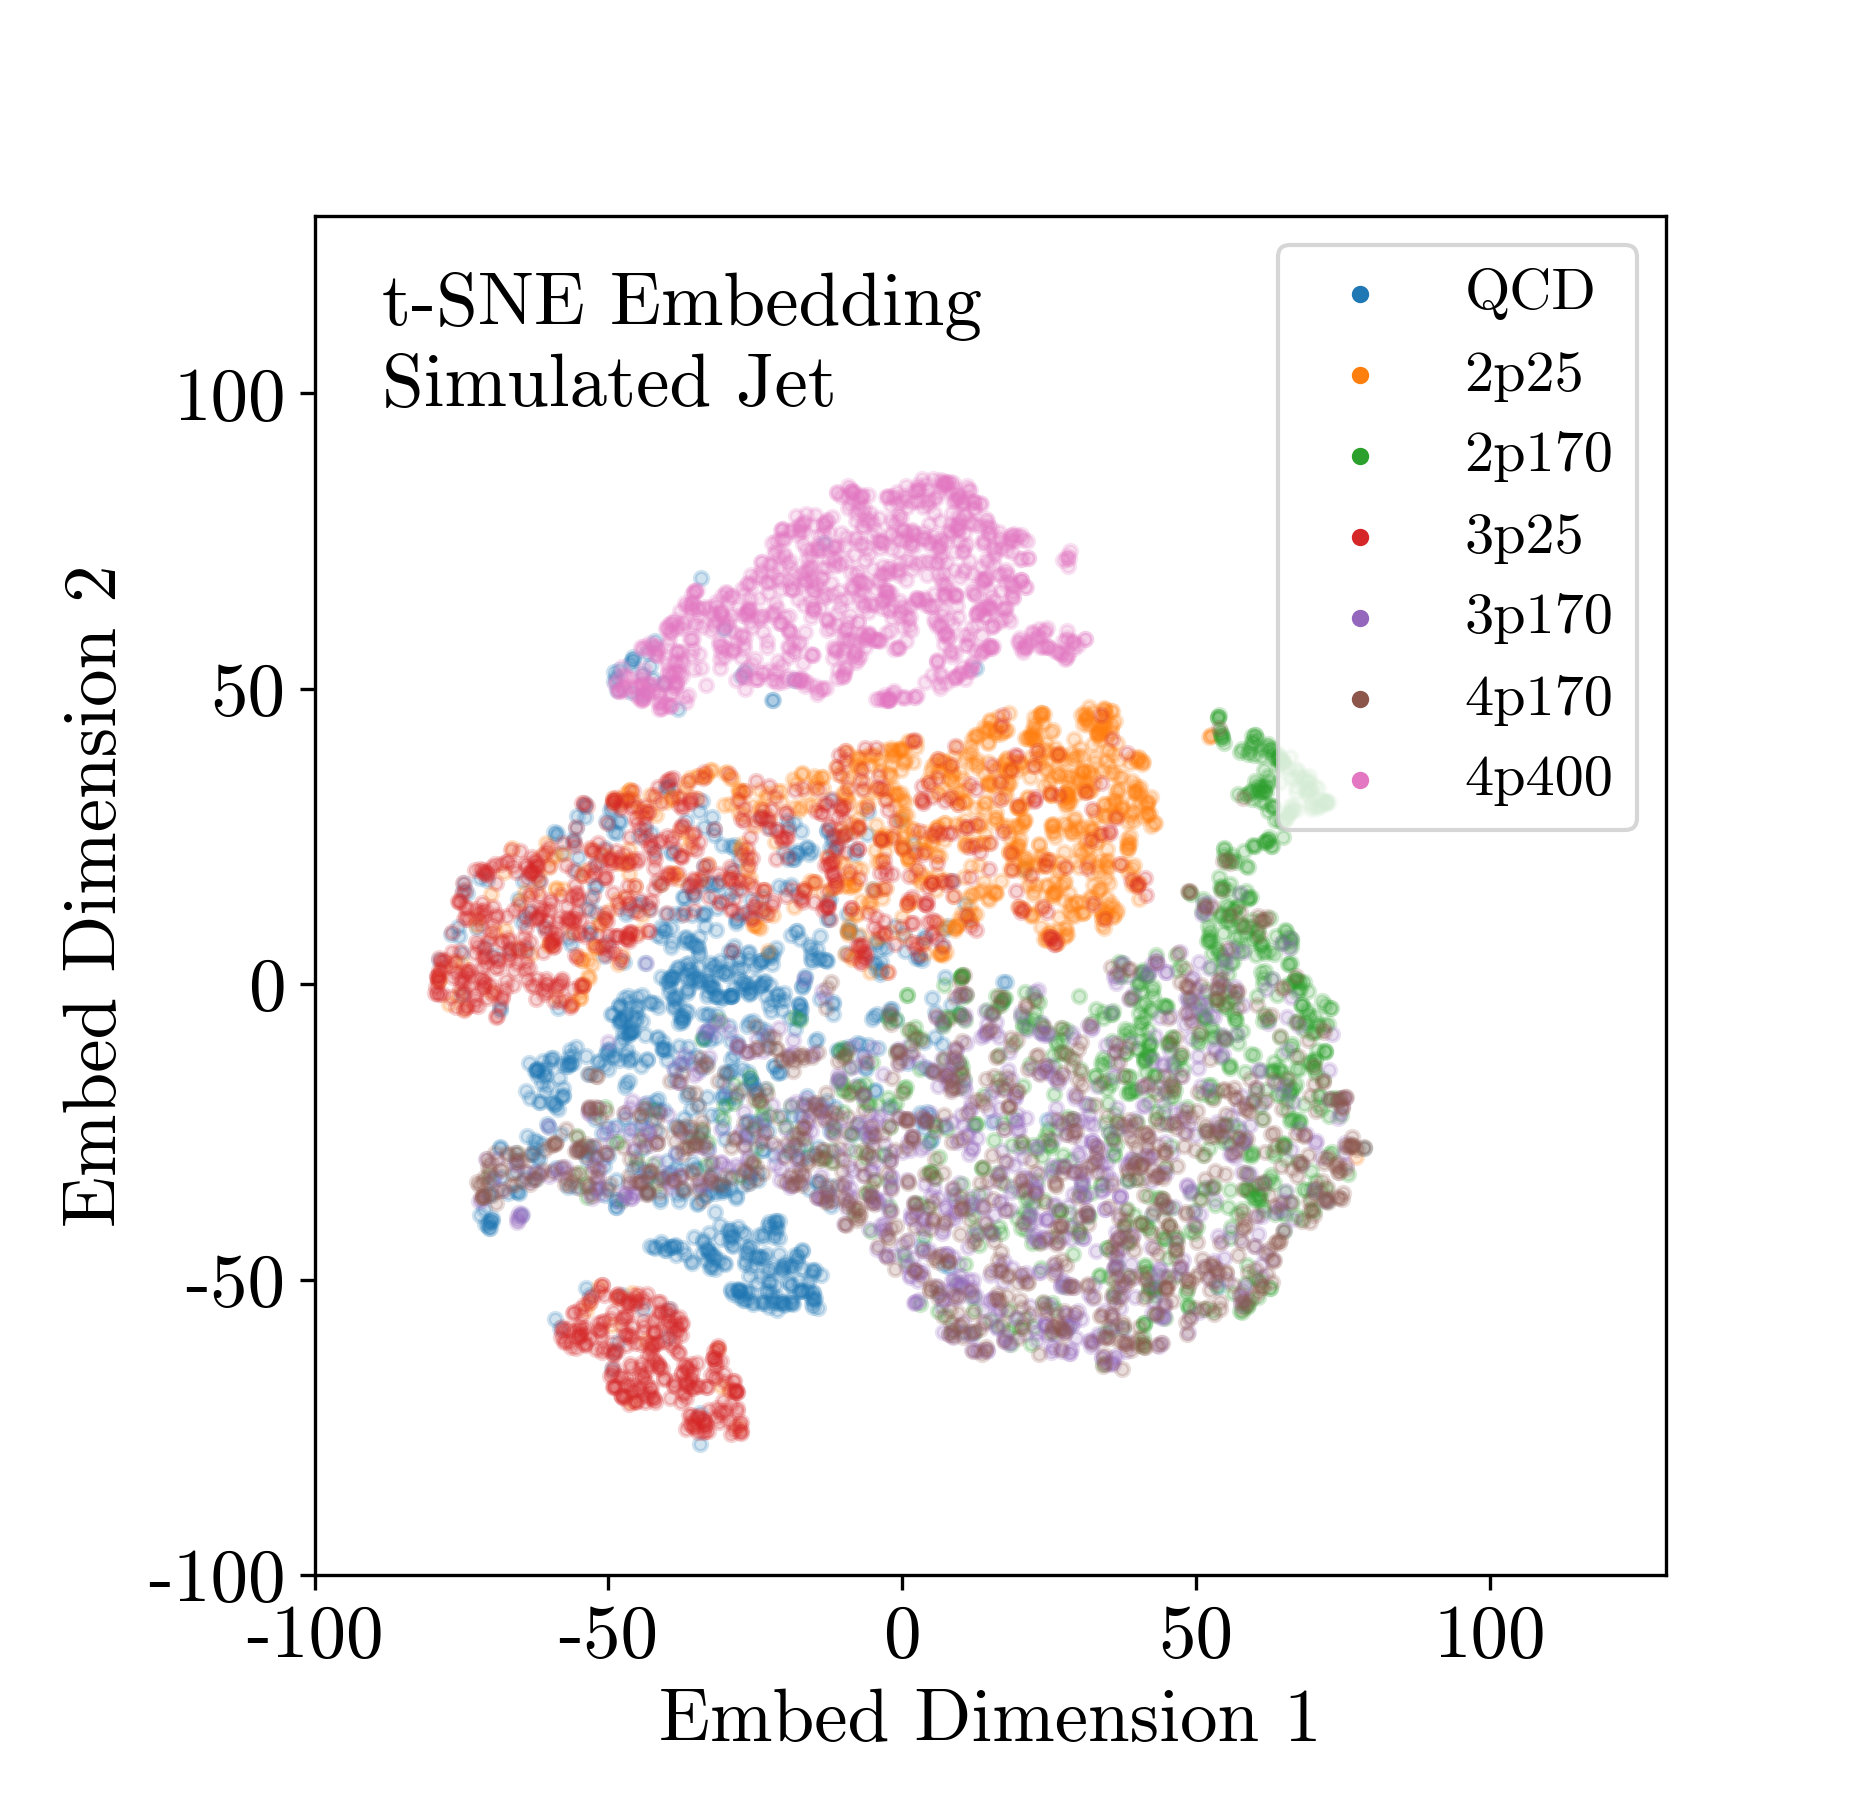 t-SNE Embedding
Simulated Jet
QCD
2p25
2p170
3p25
3p170
4p170
4p400
100
50
0
-50
-100
-100
-50
0
50
100
Embed Dimension 1
Embed Dimension 2